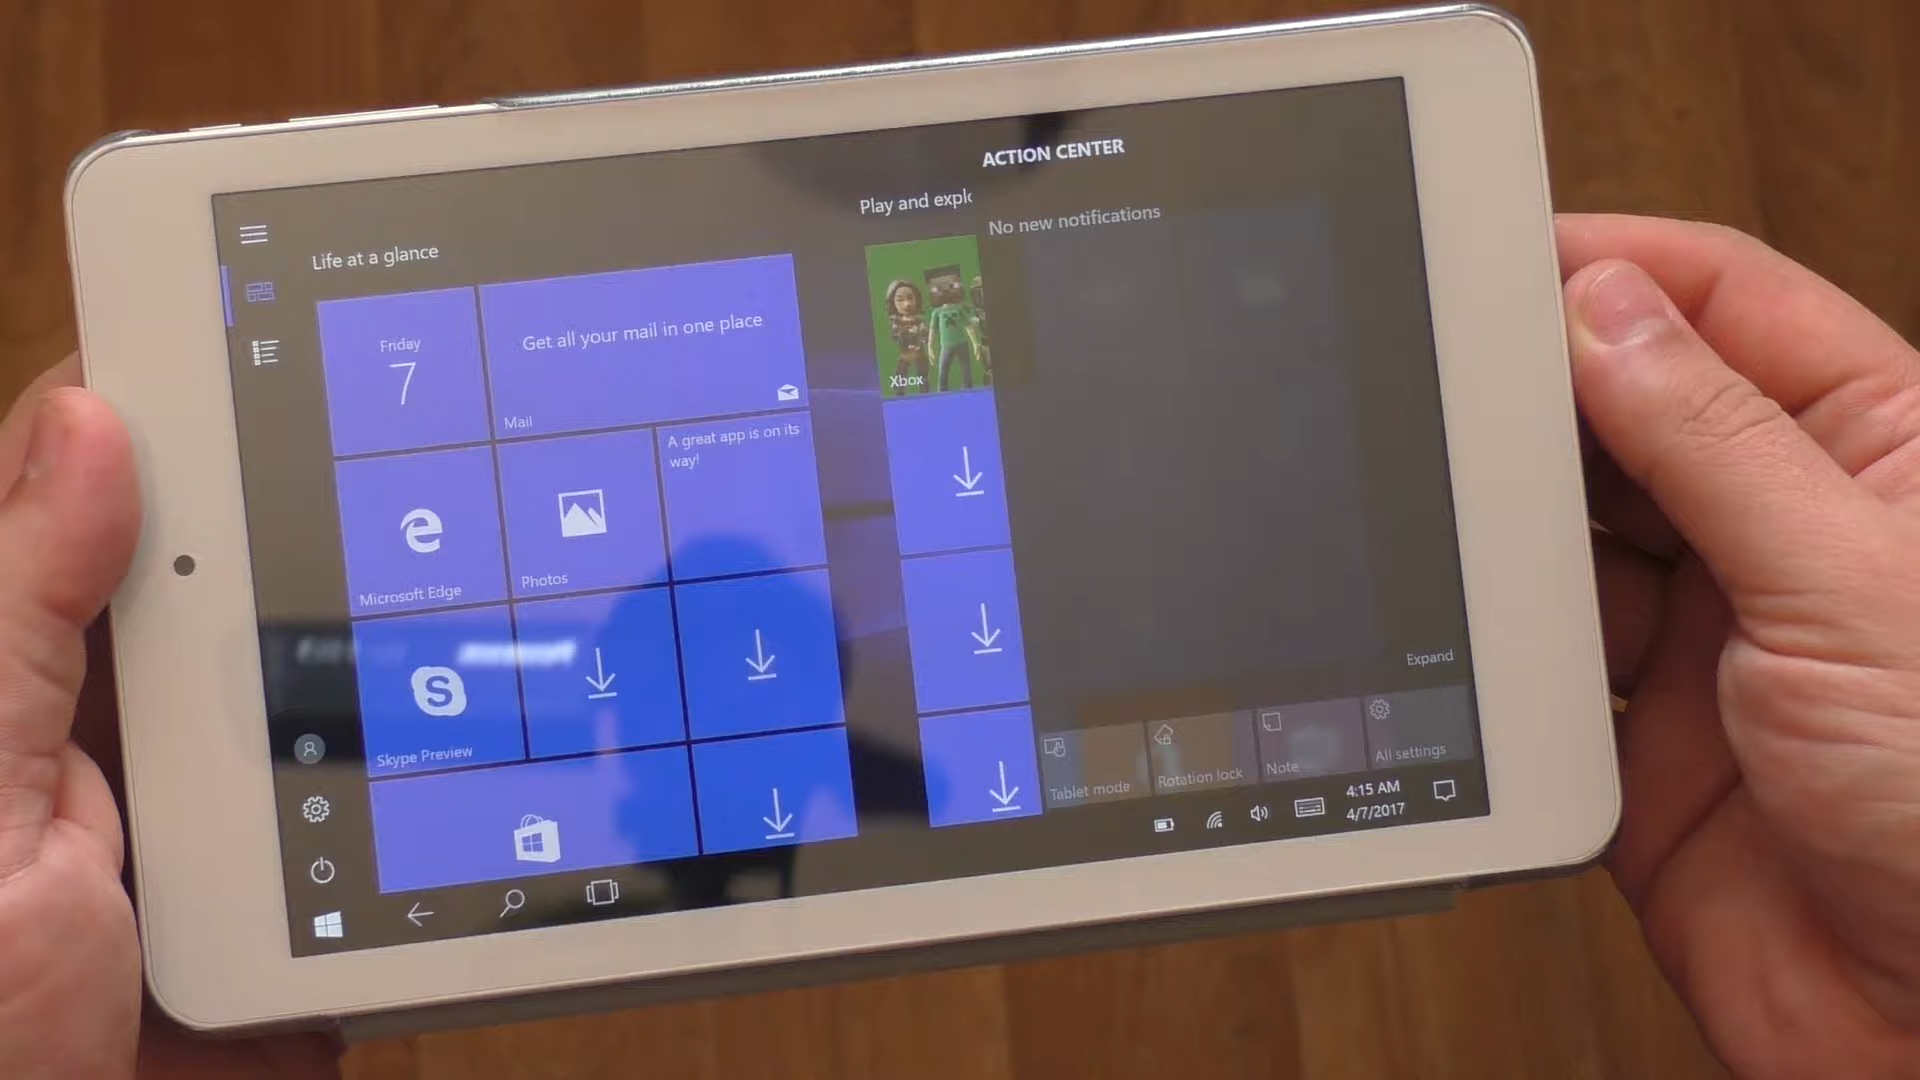 ACTION CENTER
Play and explo
No new notifications
Life at a glance
Friday
7
Get all your mail in one place
Mail
Xbox
A great app is on its
way!
Microsoft Edge
Photos
Skype Preview
Expand
Tablet mode
Rotation lock
Note
All settings
4:15 AM
4/7/2017